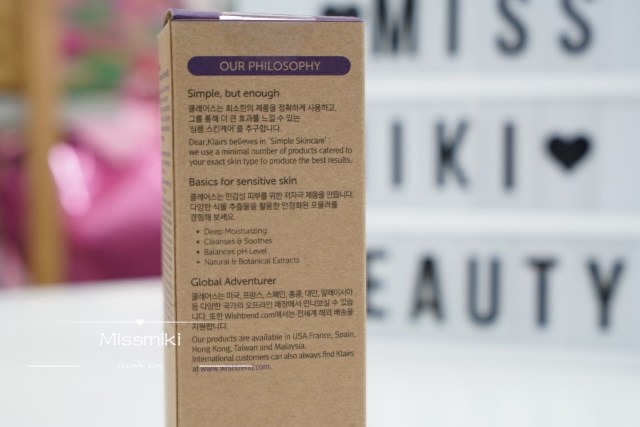 OUR PHILOSOPHY
Simple, but enough
클레어스는 최소한의 제품을 정확하게 사용하고,
그를 통해 더 큰 효과를 느낄 수 있는
'심플 스킨케어'를 추구합니다.
Dear,Klairs believes in 'Simple Skincare' :
we use a minimal number of products catered to
your exact skin type to produce the best results.
Basics for sensitive skin
클레어스는 민감성 피부를 위한 저자극 제품을 만듭니다.
다양한 식물 추출물을 활용한 안정화된 포뮬러를
경험해 보세요.
• Deep Moisturizing
• Cleanses & Soothes
• Balances pH Level
• Natural & Botanical Extracts
Global Adventurer
클레어스는 미국, 프랑스, 스페인, 홍콩, 대만, 말레이시아
등 다양한 국가의 오프라인 매장에서 만나보실 수 있습
니다. 또한 Wishtrend.com에서는 전세계 해외 배송을
지원합니다.
Our products are available in USA France, Spain,
Hong Kong, Taiwan and Malaysia.
International customers can also always find Klairs
at www.wishtrend.com.
MISS
IKI
EAUTY
Missmiki